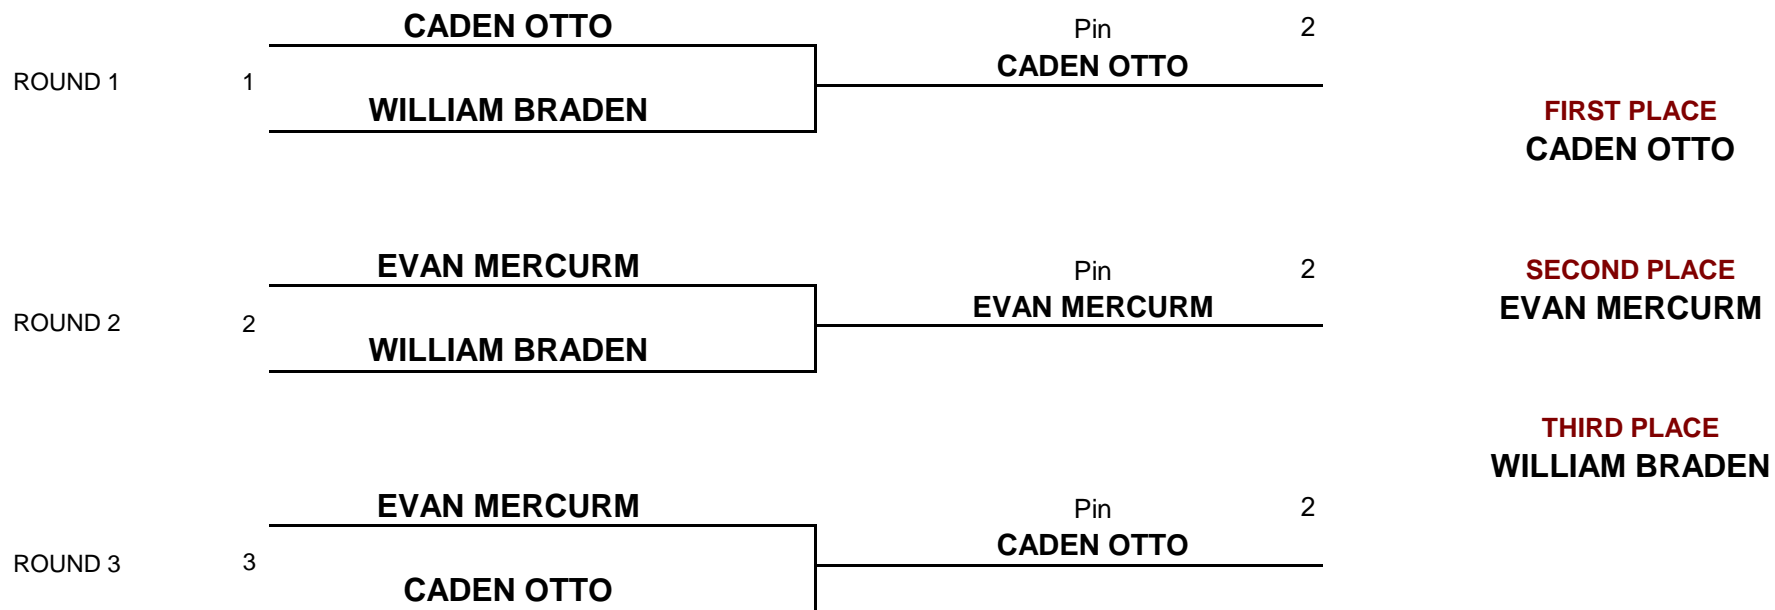 CADEN OTTO
Pin 2
ROUND 1 1
CADEN OTTO
WILLIAM BRADEN
FIRST PLACE
CADEN OTTO
EVAN MERCURM
Pin 2
SECOND PLACE
ROUND 2 2
EVAN MERCURM
EVAN MERCURM
WILLIAM BRADEN
THIRD PLACE
WILLIAM BRADEN
EVAN MERCURM
Pin 2
ROUND 3 3
CADEN OTTO
CADEN OTTO